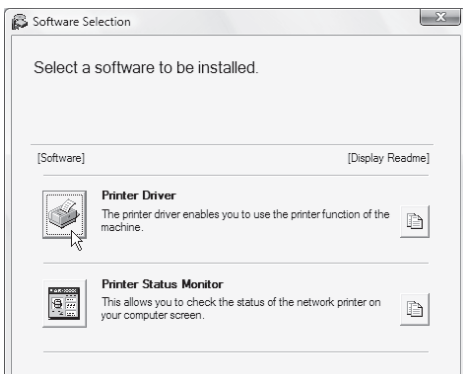 Software Selection
Select a software to be installed.
[Software] [Display Readme]
Printer Driver
The printer driver enables you to use the printer function of the
machine.
Printer Status Monitor
This allows you to check the status of the network printer on
your computer screen.